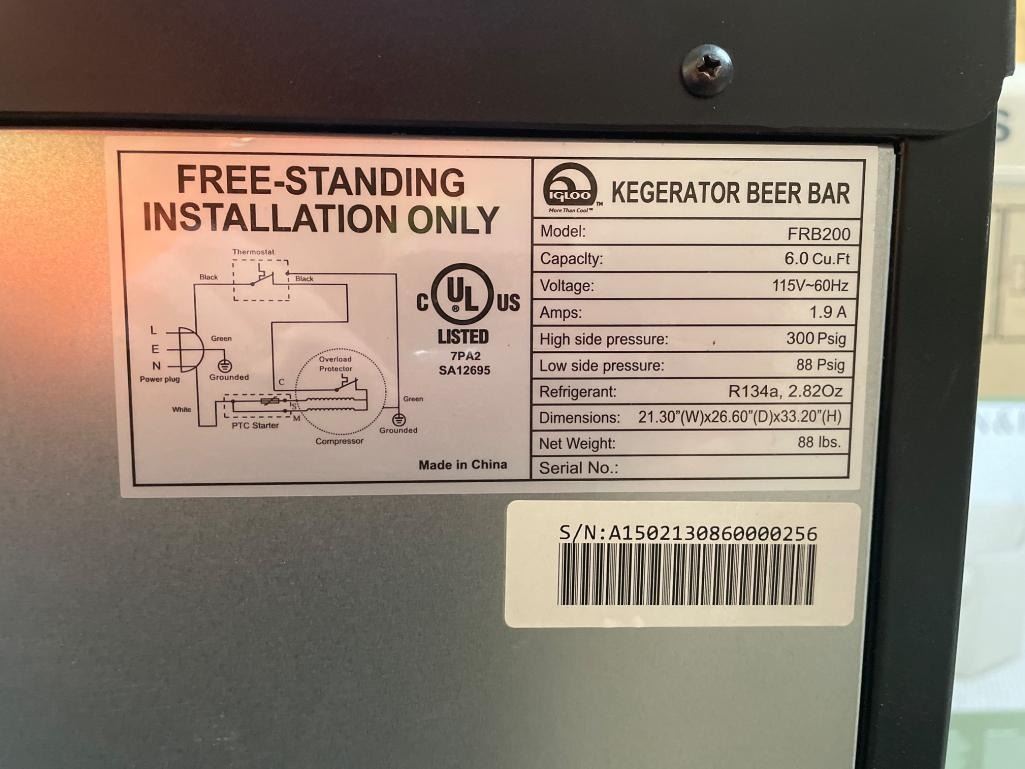 FREE-STANDING
INSTALLATION ONLY
Thermostat
Black
Black
L
E
N
Green
Grounded
Power plug
White
PTC Starter
C
S
M
Overload
Protector
Compressor
Green
Grounded
C UL US
®
LISTED
7PA2
SA12695
Made in China
IGLOO ™
More Than Cool™
KEGERATOR BEER BAR
Model: FRB200
Capacity: 6.0 Cu.Ft
Voltage: 115V~60Hz
Amps: 1.9 A
High side pressure: 300 Psig
Low side pressure: 88 Psig
Refrigerant: R134a, 2.82Oz
Dimensions: 21.30”(W)x26.60”(D)x33.20”(H)
Net Weight: 88 lbs.
Serial No.:
S/N:A1502130860000256